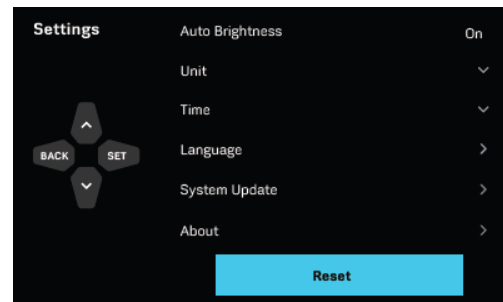 Settings
Auto Brightness On
Unit
Time
BACK SET
Language
System Update
About
Reset